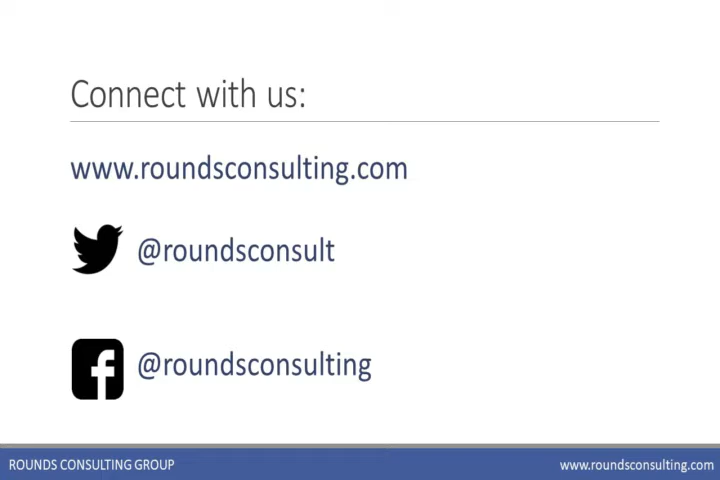 Connect with us:
www.roundsconsulting.com
@roundsconsult
@roundsconsulting
ROUNDS CONSULTING GROUP
www.roundsconsulting.com